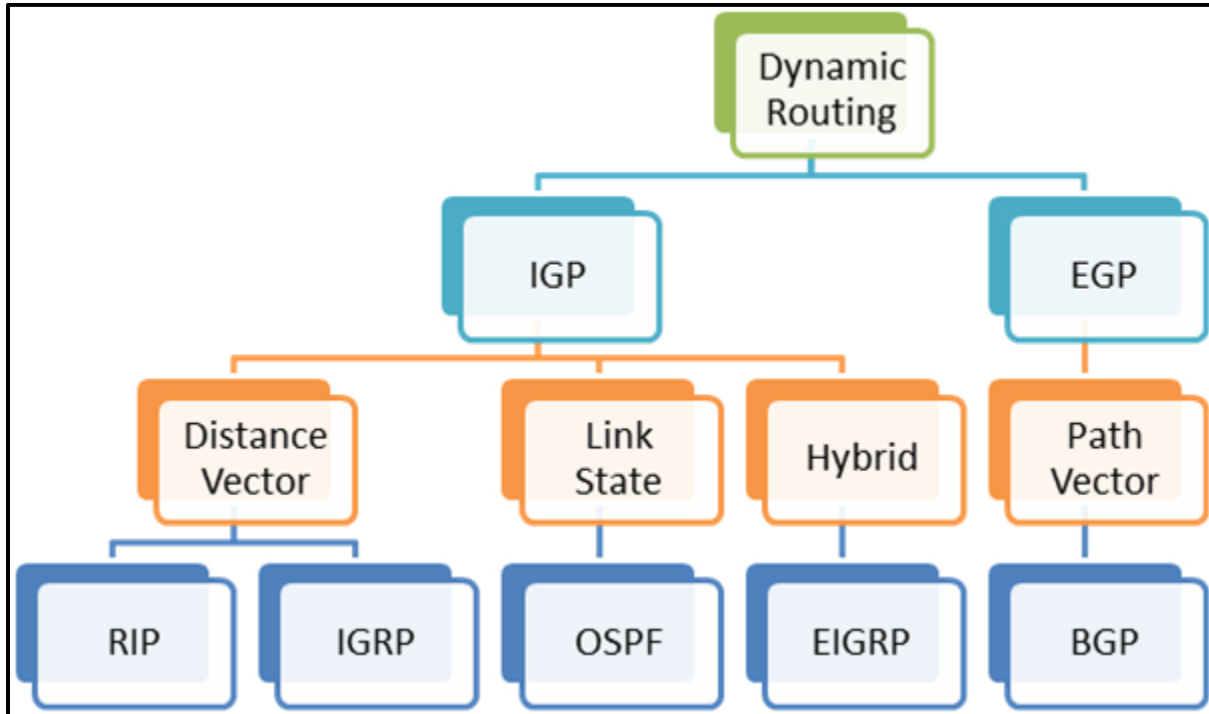 Dynamic
Routing
IGP
EGP
Distance
Vector
Link
State
Hybrid
Path
Vector
RIP
IGRP
OSPF
EIGRP
BGP